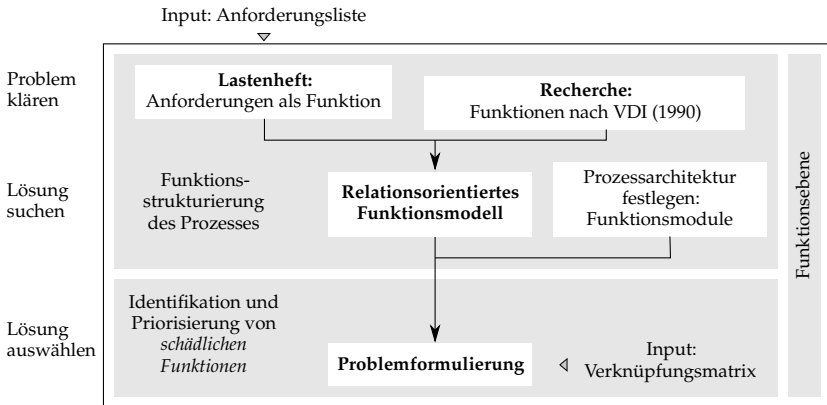 Input: Anforderungsliste
Problem
klären
Lastenheft:
Anforderungen als Funktion
Recherche:
Funktionen nach VDI (1990)
Lösung
suchen
Funktions-
strukturierung
des Prozesses
Relationsorientiertes
Funktionsmodell
Prozessarchitektur
festlegen:
Funktionsmodule
Funktionsebene
Lösung
auswählen
Identifikation und
Priorisierung von
schädlichen
Funktionen
Problemformulierung
Input:
Verknüpfungsmatrix